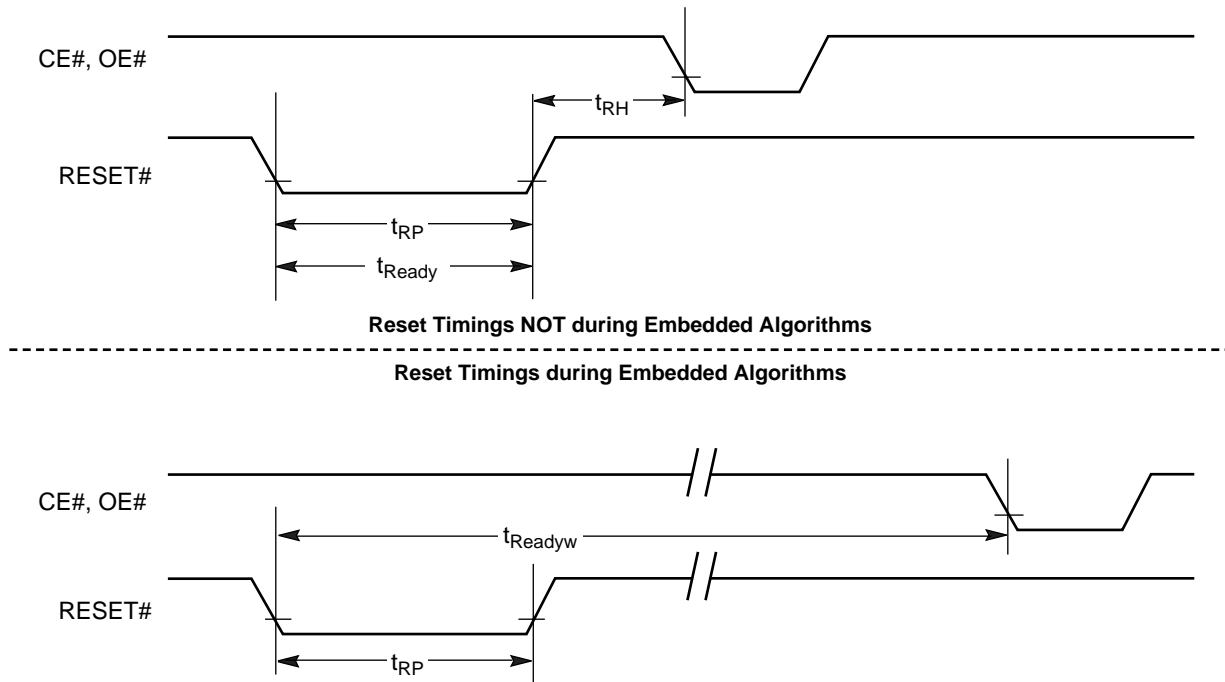 CE#, OE#
tRH
RESET#
tRP
tReady
Reset Timings NOT during Embedded Algorithms
Reset Timings during Embedded Algorithms
CE#, OE#
tReadyw
RESET#
tRP